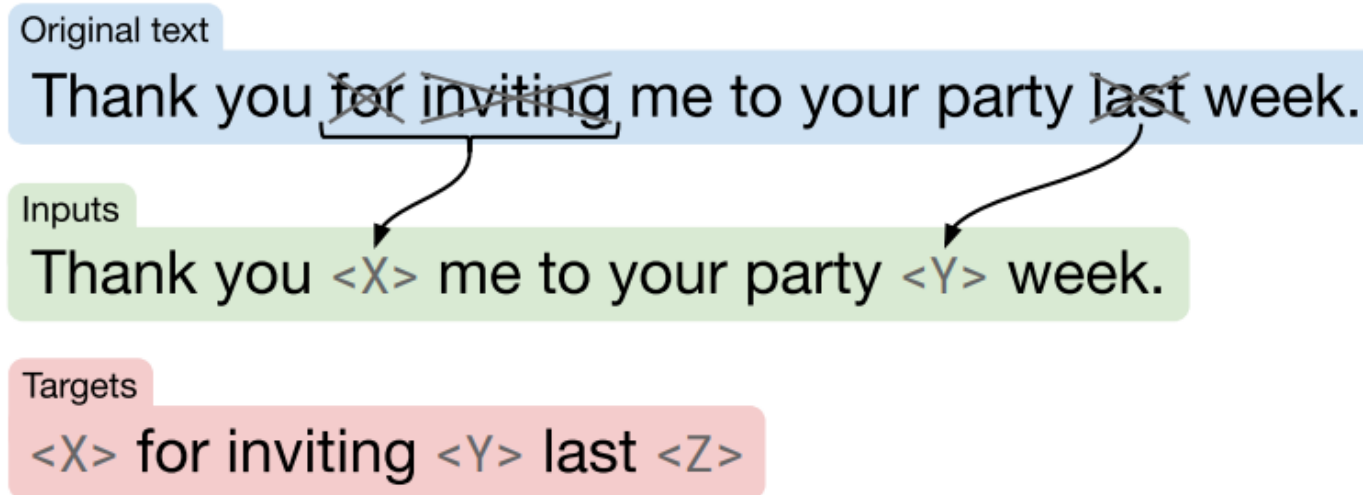 Original text
Thank you for inviting me to your party last week.
Inputs
Thank you <X> me to your party <Y> week.
Targets
<X> for inviting <Y> last <Z>